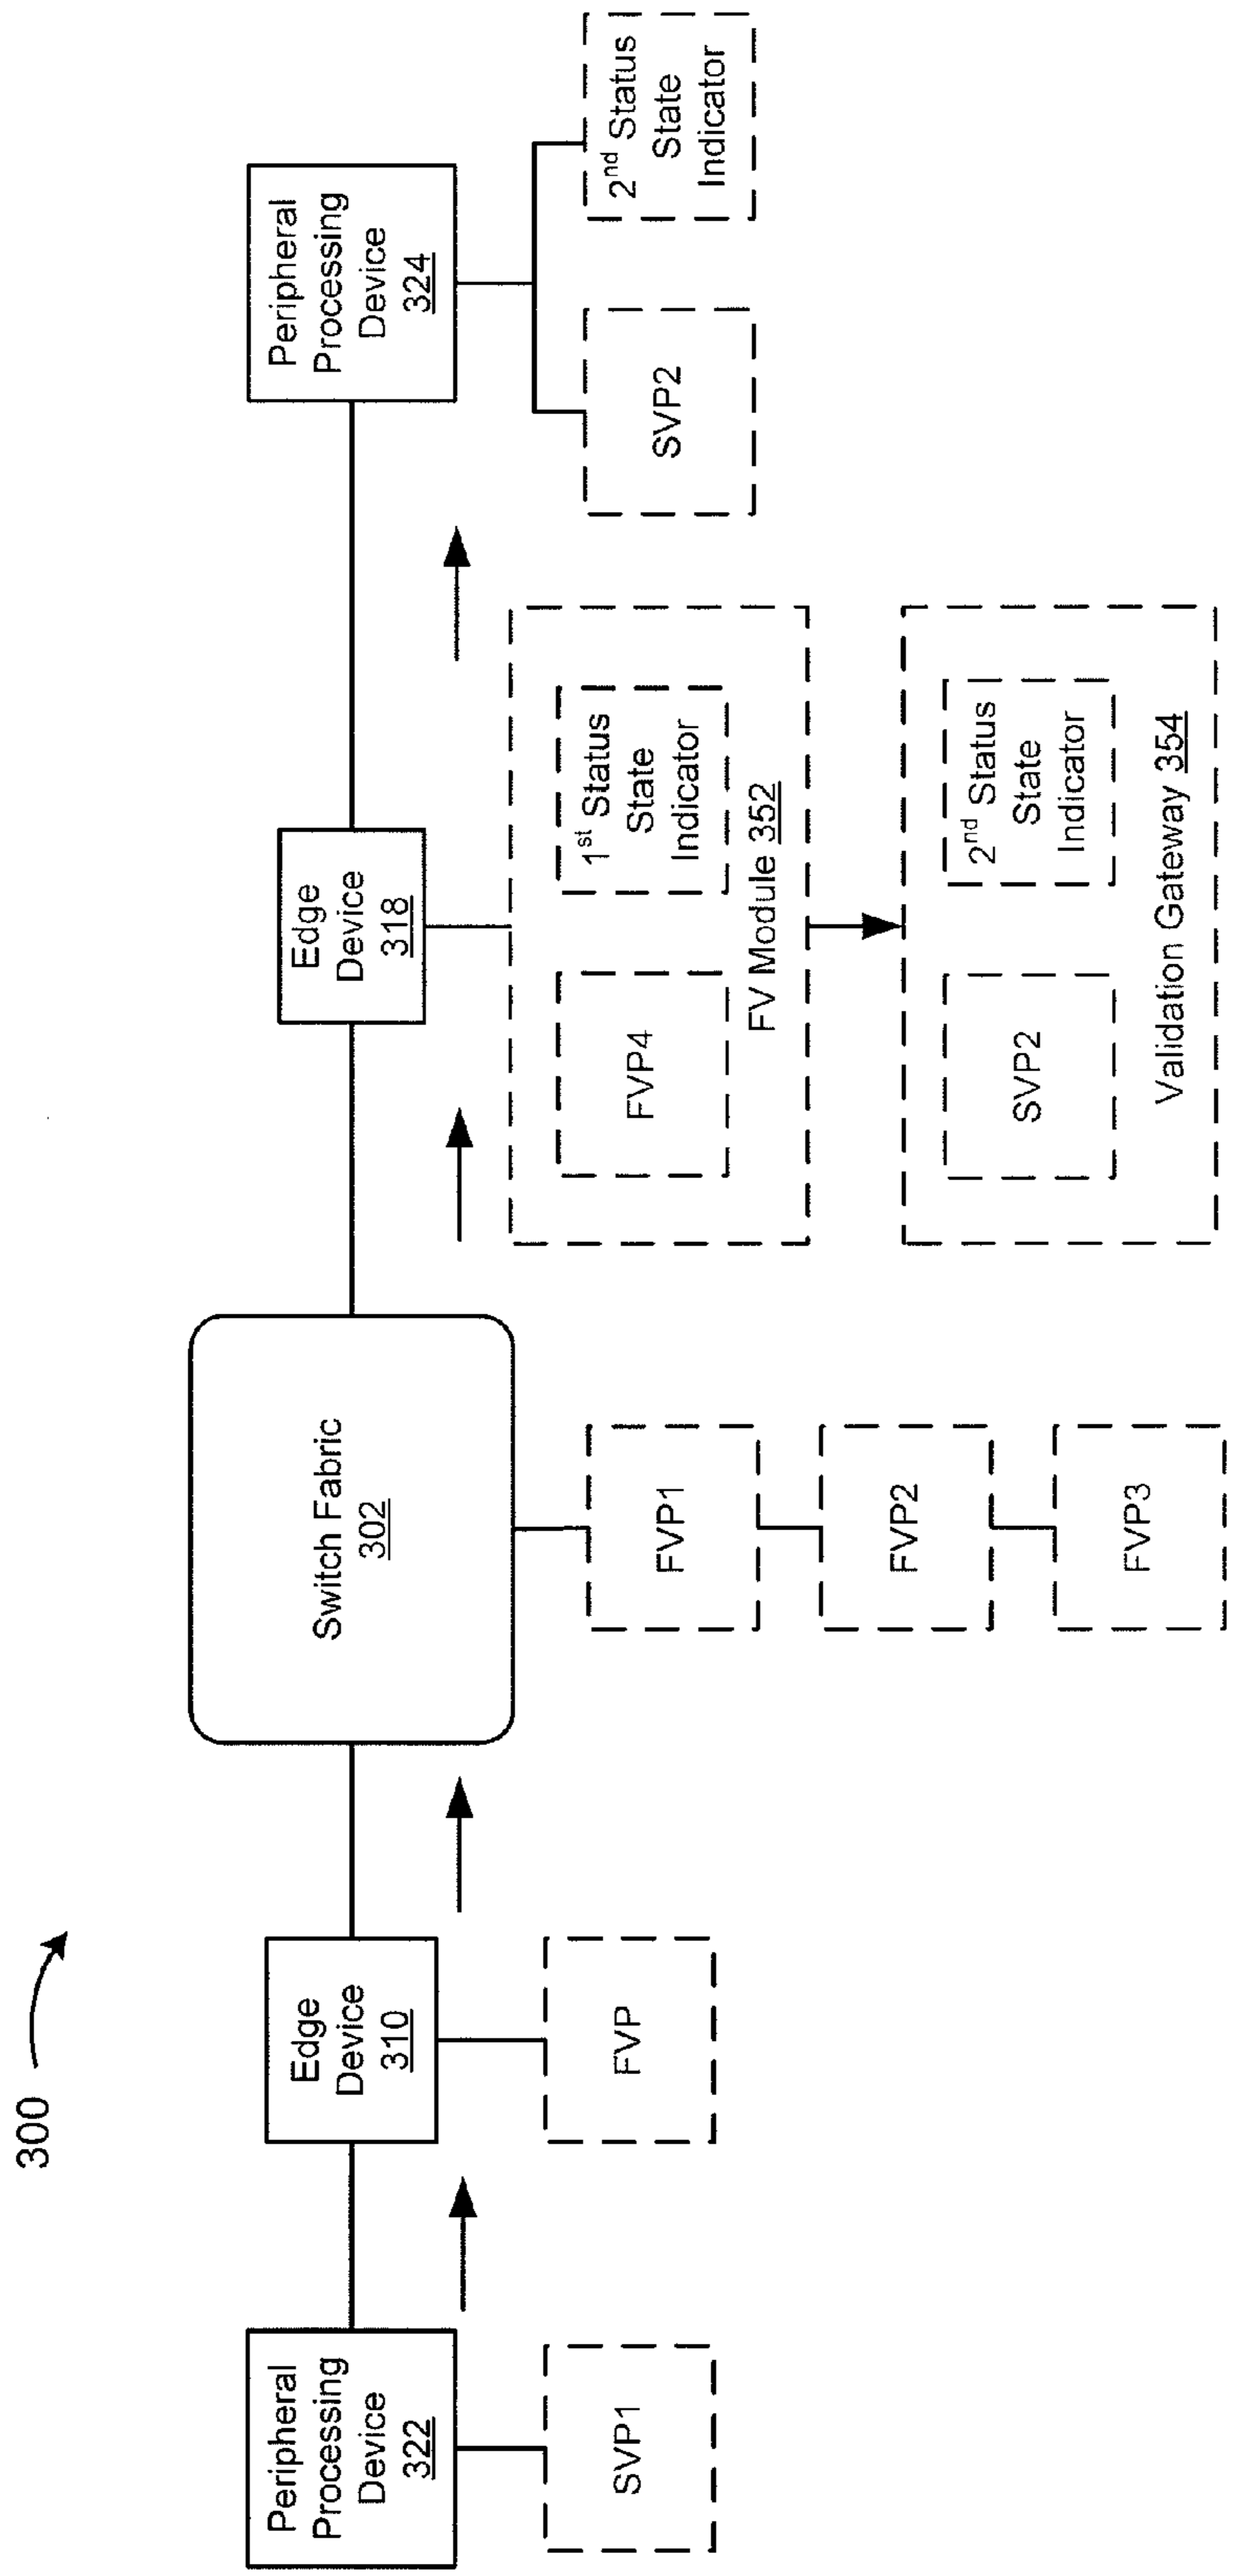 300
Peripheral
Processing
Device
322
SVP1
Edge
Device
310
FVP
Switch Fabric
302
FVP1
FVP2
FVP3
Edge
Device
318
FVP4
1st Status
State
Indicator
FV Module 352
SVP2
2nd Status
State
Indicator
Validation Gateway 354
Peripheral
Processing
Device
324
SVP2
2nd Status
State
Indicator